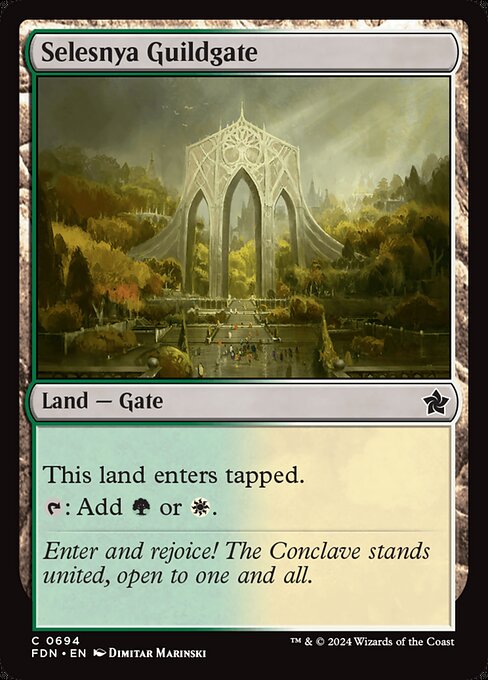 Selesnya Guildgate
Land — Gate
This land enters tapped.
: Add or .
Enter and rejoice! The Conclave stands
united, open to one and all.
C 0694
FDN • EN Dimitar Marinski
™ & © 2024 Wizards of the Coast